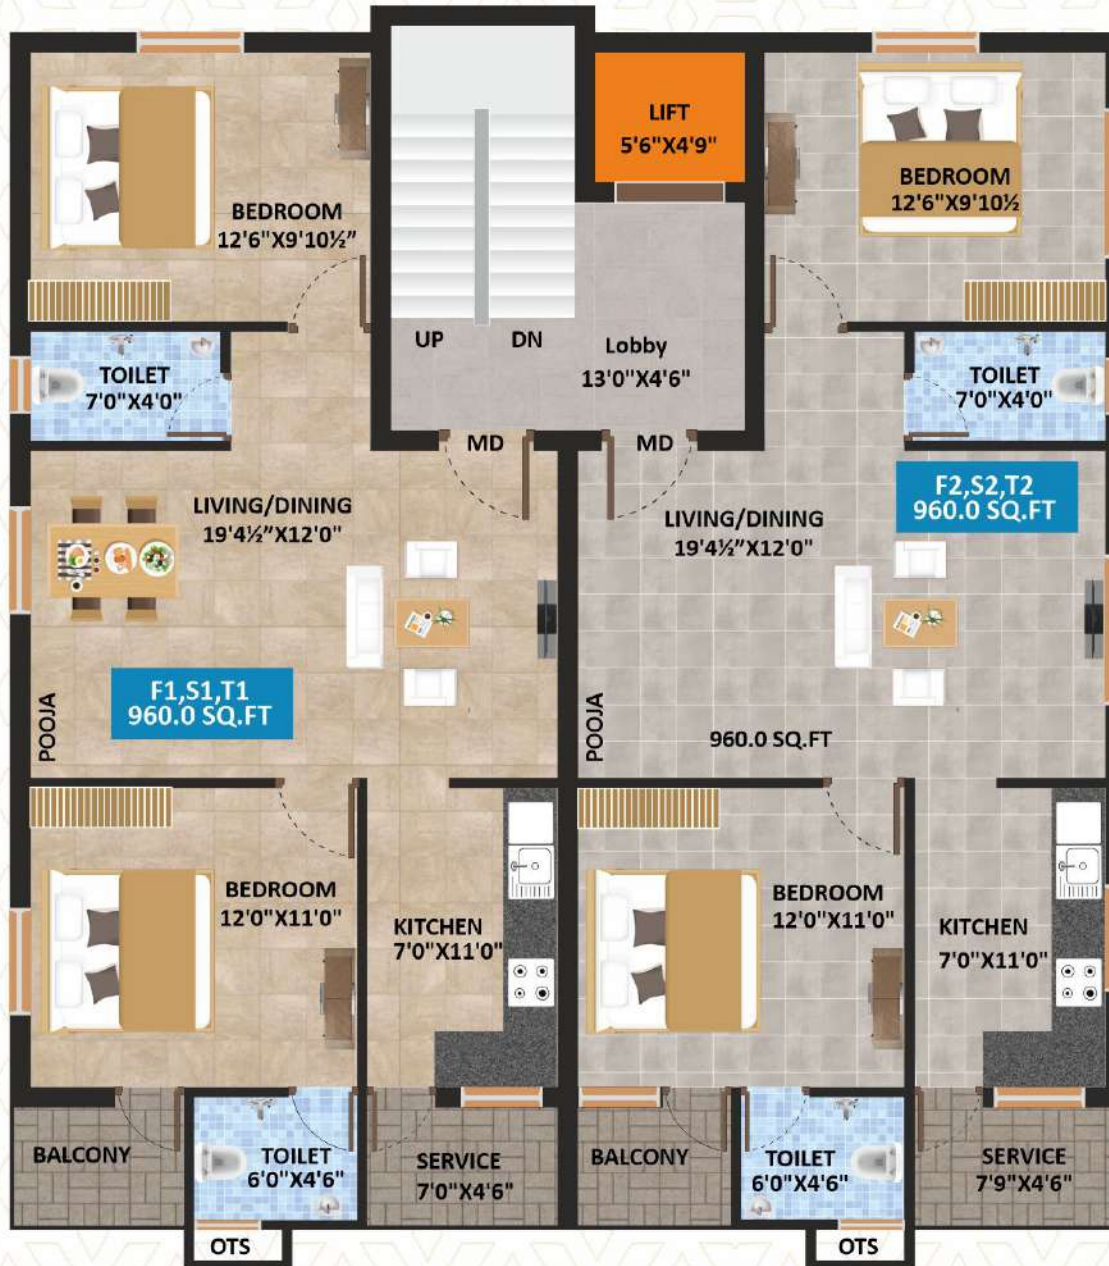 LIFT
5'6"X4'9"
BEDROOM
12'6"X9'10½"
BEDROOM
12'6"X9'10½
UP
DN
Lobby
13'0"X4'6"
TOILET
7'0"X4'0"
TOILET
7'0"X4'0"
MD
MD
LIVING/DINING
19'4½"X12'0"
LIVING/DINING
19'4½"X12'0"
F2,S2,T2
960.0 SQ.FT
F1,S1,T1
960.0 SQ.FT
POOJA
POOJA
960.0 SQ.FT
BEDROOM
12'0"X11'0"
KITCHEN
7'0"X11'0"
BEDROOM
12'0"X11'0"
KITCHEN
7'0"X11'0"
BALCONY
TOILET
6'0"X4'6"
SERVICE
7'0"X4'6"
BALCONY
TOILET
6'0"X4'6"
SERVICE
7'9"X4'6"
OTS
OTS